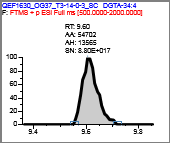 QEF1630_OG37_T3-14-0-3_SC DGTA-34:4
F: FTMS + p ESI Full ms [500.0000-2000.0000]
RT: 9.60
AA: 54702
AH: 13565
SN: 8.80E+017
100
80
60
40
20
0
9.4 9.6 9.8